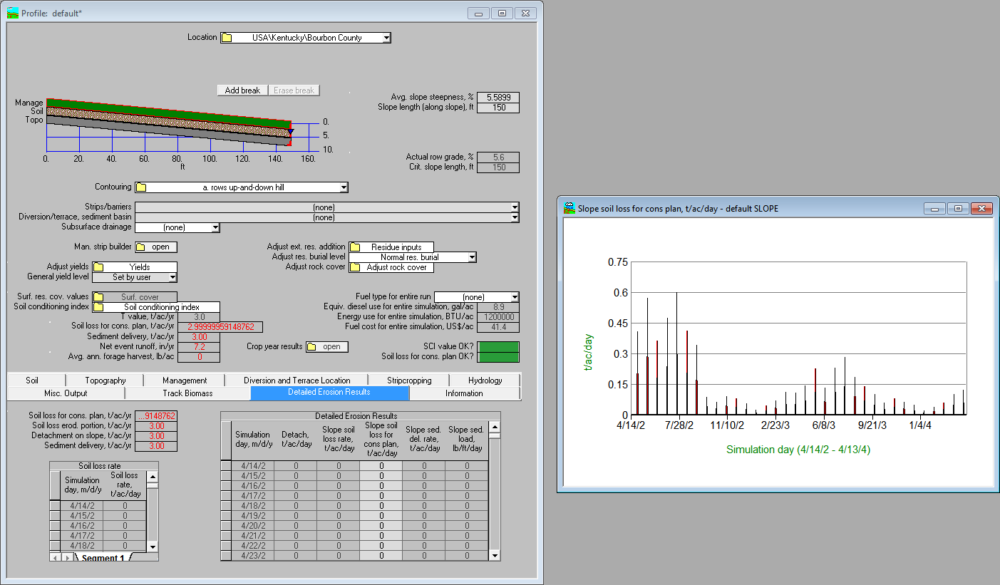 Profile: default*
Location USA\Kentucky\Bourbon County
Add break Erase break
Manage
Soil
Topo
0.
5.
10.
0. 20. 40. 60. 80. 100. 120. 140. 160.
ft
Avg. slope steepness, % 5.5899
Slope length (along slope), ft 150
Actual row grade, % 5.6
Crit. slope length, ft 150
Contouring a. rows up-and-down hill
Strips/barriers (none)
Diversion/terrace, sediment basin (none)
Subsurface drainage (none)
Man. strip builder open
Adjust ext. res. addition Residue inputs
Adjust res. burial level Normal res. burial
Adjust rock cover Adjust rock cover
Adjust yields Yields
General yield level Set by user
Surf. res. cov. values Surf. cover
Soil conditioning index Soil conditioning index
T value, t/ac/yr 3.0
Soil loss for cons. plan, t/ac/yr 2.99999959148762
Sediment delivery, t/ac/yr 3.00
Net event runoff, in/yr 7.2
Avg. ann. forage harvest, lb/ac 0
Fuel type for entire run (none)
Equiv. diesel use for entire simulation, gal/ac 8.9
Energy use for entire simulation, BTU/ac 1200000
Fuel cost for entire simulation, US$/ac 41.4
Crop year results open
SCI value OK?
Soil loss for cons. plan OK?
Soil Topography Management Diversion and Terrace Location Stripcropping Hydrology
Misc. Output Track Biomass Detailed Erosion Results Information
Soil loss for cons. plan, t/ac/yr ...9148762
Soil loss erod. portion, t/ac/yr 3.00
Detachment on slope, t/ac/yr 3.00
Sediment delivery, t/ac/yr 3.00
Soil loss rate
Simulation day, m/d/y Soil loss rate, t/ac/day
4/14/2 0
4/15/2 0
4/16/2 0
4/17/2 0
4/18/2 0
Segment 1
Detailed Erosion Results
Simulation day, m/d/y Detach, t/ac/day Slope soil loss rate, t/ac/day Slope soil loss for cons plan, t/ac/day Slope sed. del. rate, t/ac/day Slope sed. load, lb/ft/day
4/14/2 0 0 0 0 0
4/15/2 0 0 0 0 0
4/16/2 0 0 0 0 0
4/17/2 0 0 0 0 0
4/18/2 0 0 0 0 0
4/19/2 0 0 0 0 0
4/20/2 0 0 0 0 0
4/21/2 0 0 0 0 0
4/22/2 0 0 0 0 0
4/23/2 0 0 0 0 0
Slope soil loss for cons plan, t/ac/day - default SLOPE
t/ac/day
0.75
0.6
0.45
0.3
0.15
0
4/14/2 7/28/2 11/10/2 2/23/3 6/8/3 9/21/3 1/4/4
Simulation day (4/14/2 - 4/13/4)